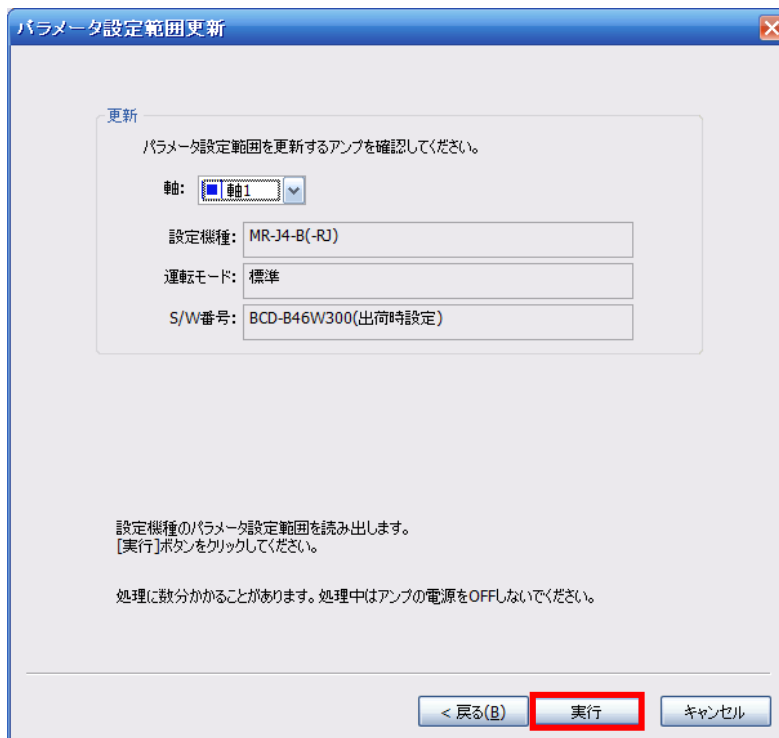 パラメータ設定範囲更新
更新
パラメータ設定範囲を更新するアンプを確認してください。
軸: 軸1
設定機種: MR-J4-B(-RJ)
運転モード: 標準
S/W番号: BCD-B46W300(出荷時設定)
設定機種のパラメータ設定範囲を読み出します。
[実行]ボタンをクリックしてください。
処理に数分かかることがあります。処理中はアンプの電源をOFFしないでください。
< 戻る(B) 実行 キャンセル